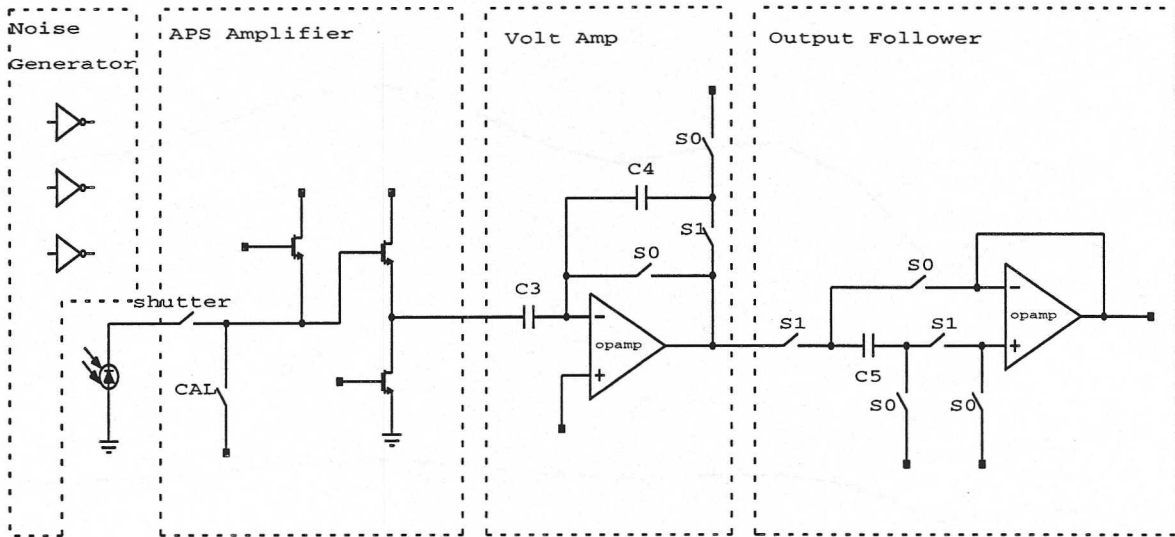 Noise
Generator
APS Amplifier
Volt Amp
Output Follower
S0
C4
S1
S0
S0
shutter
C3
opamp
S1
S1
opamp
C5
CAL
S0
S0